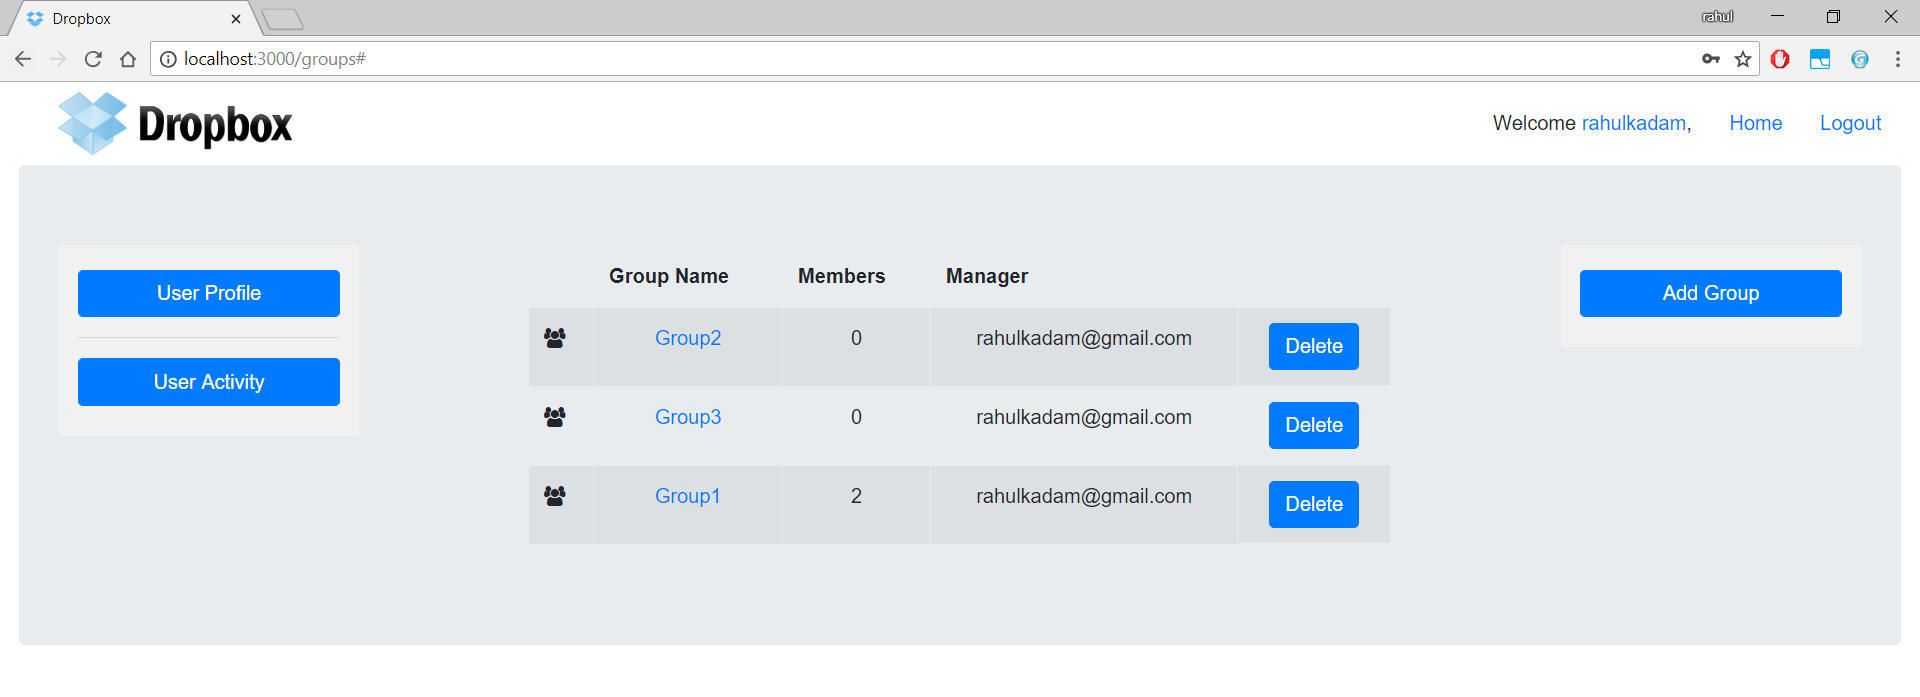 Dropbox
rahul
localhost:3000/groups#
Dropbox
Welcome rahulkadam, Home Logout
User Profile
User Activity
Group Name Members Manager
Group2 0 rahulkadam@gmail.com Delete
Group3 0 rahulkadam@gmail.com Delete
Group1 2 rahulkadam@gmail.com Delete
Add Group